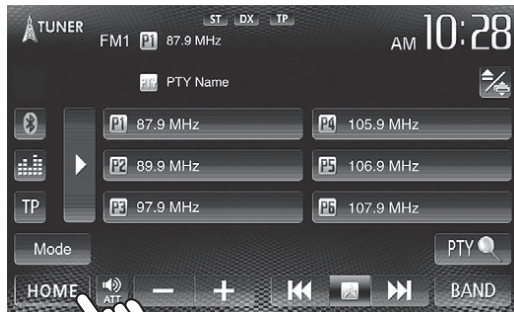 TUNER
ST DX TP
FM1 P1 87.9 MHz
AM 10:28
PTY Name
P1 87.9 MHz
P4 105.9 MHz
P2 89.9 MHz
P5 106.9 MHz
TP
P3 97.9 MHz
P6 107.9 MHz
Mode
PTY
HOME
ATT
BAND